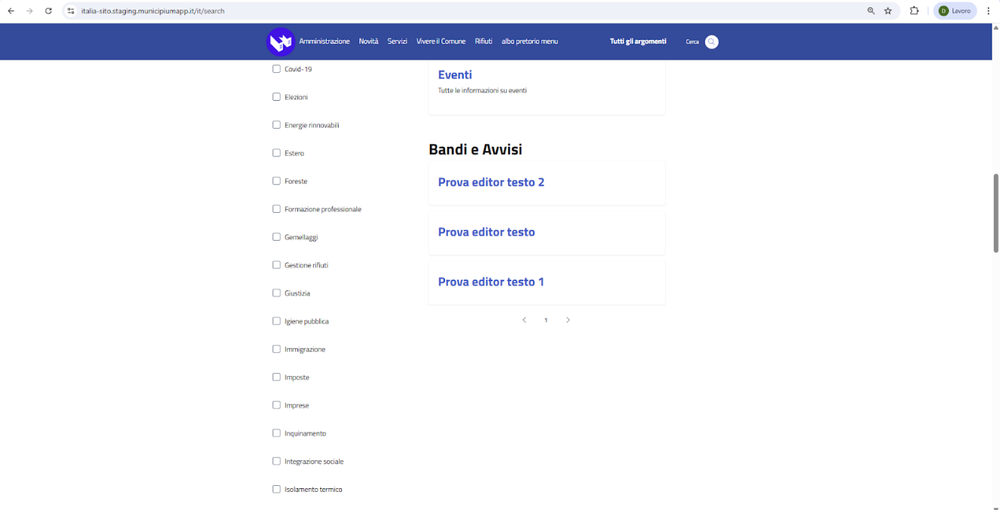 italia-sito.staging.municipiumapp.it/it/search
D Lavoro
Amministrazione Novità Servizi Vivere il Comune Rifiuti albo pretorio menu Tutti gli argomenti Cerca
Covid-19
Elezioni
Energie rinnovabili
Estero
Foreste
Formazione professionale
Gemellaggi
Gestione rifiuti
Giustizia
Igiene pubblica
Immigrazione
Imposte
Imprese
Inquinamento
Integrazione sociale
Isolamento termico
Eventi
Tutte le informazioni su eventi
Bandi e Avvisi
Prova editor testo 2
Prova editor testo
Prova editor testo 1
1